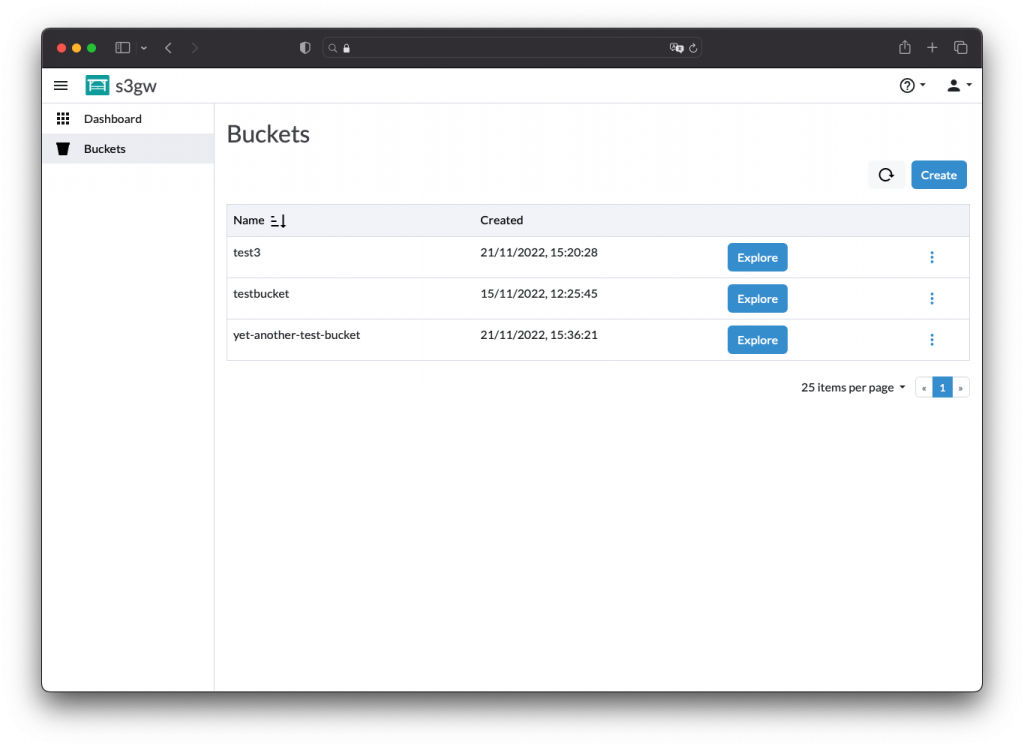 s3gw
Dashboard
Buckets
Buckets
Create
Name Created
test3 21/11/2022, 15:20:28 Explore
testbucket 15/11/2022, 12:25:45 Explore
yet-another-test-bucket 21/11/2022, 15:36:21 Explore
25 items per page « 1 »